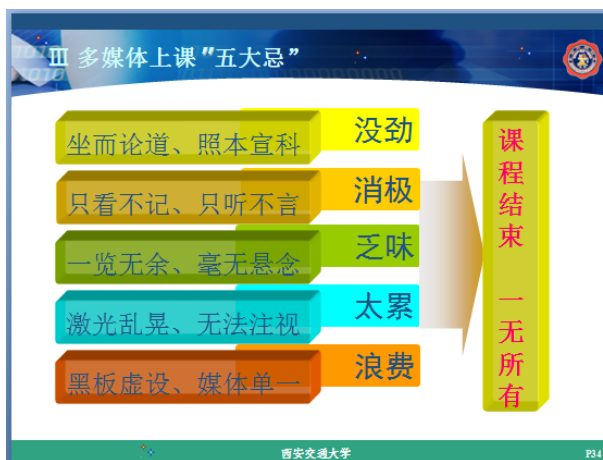 Ⅲ 多媒体上课“五大忌”
坐而论道、照本宣科
没劲
只看不记、只听不言
消极
一览无余、毫无悬念
乏味
激光乱晃、无法注视
太累
黑板虚设、媒体单一
浪费
课程结束 一无所有
西安交通大学
P34